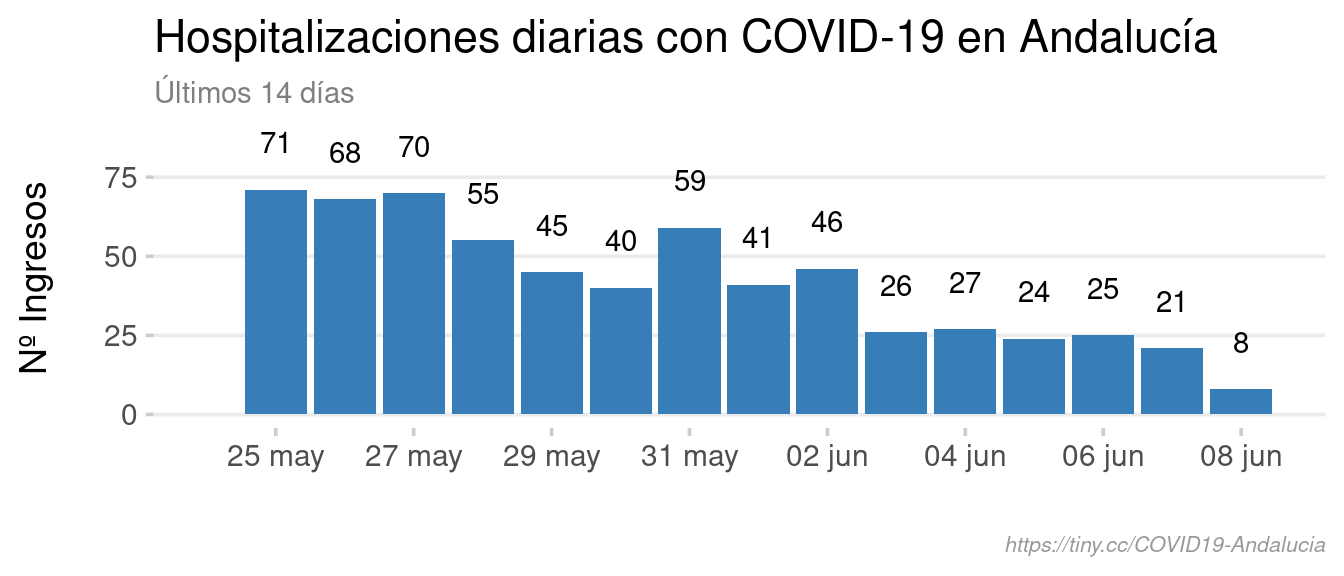 Hospitalizaciones diarias con COVID-19 en Andalucía
Últimos 14 días
Nº Ingresos
75
50
25
0
71
68
70
55
45
40
59
41
46
26
27
24
25
21
8
25 may
27 may
29 may
31 may
02 jun
04 jun
06 jun
08 jun
https://tiny.cc/COVID19-Andalucia